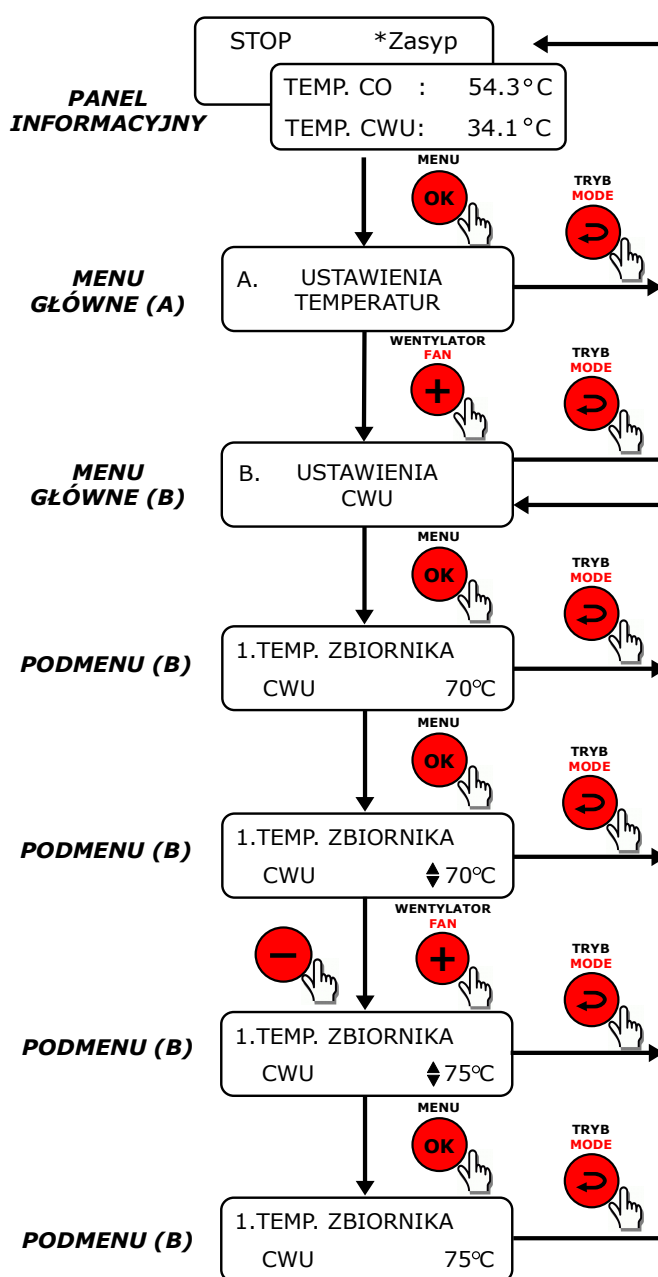 STOP *Zasyp
TEMP. CO : 54.3°C
TEMP. CWU: 34.1°C
PANEL
INFORMACYJNY
MENU
OK
TRYB
MODE
MENU
GŁÓWNE (A)
A. USTAWIENIA
TEMPERATUR
WENTYLATOR
FAN
+
TRYB
MODE
MENU
GŁÓWNE (B)
B. USTAWIENIA
CWU
MENU
OK
TRYB
MODE
PODMENU (B)
1.TEMP. ZBIORNIKA
CWU 70°C
MENU
OK
TRYB
MODE
PODMENU (B)
1.TEMP. ZBIORNIKA
CWU 70°C
−
WENTYLATOR
FAN
+
TRYB
MODE
PODMENU (B)
1.TEMP. ZBIORNIKA
CWU 75°C
MENU
OK
TRYB
MODE
PODMENU (B)
1.TEMP. ZBIORNIKA
CWU 75°C